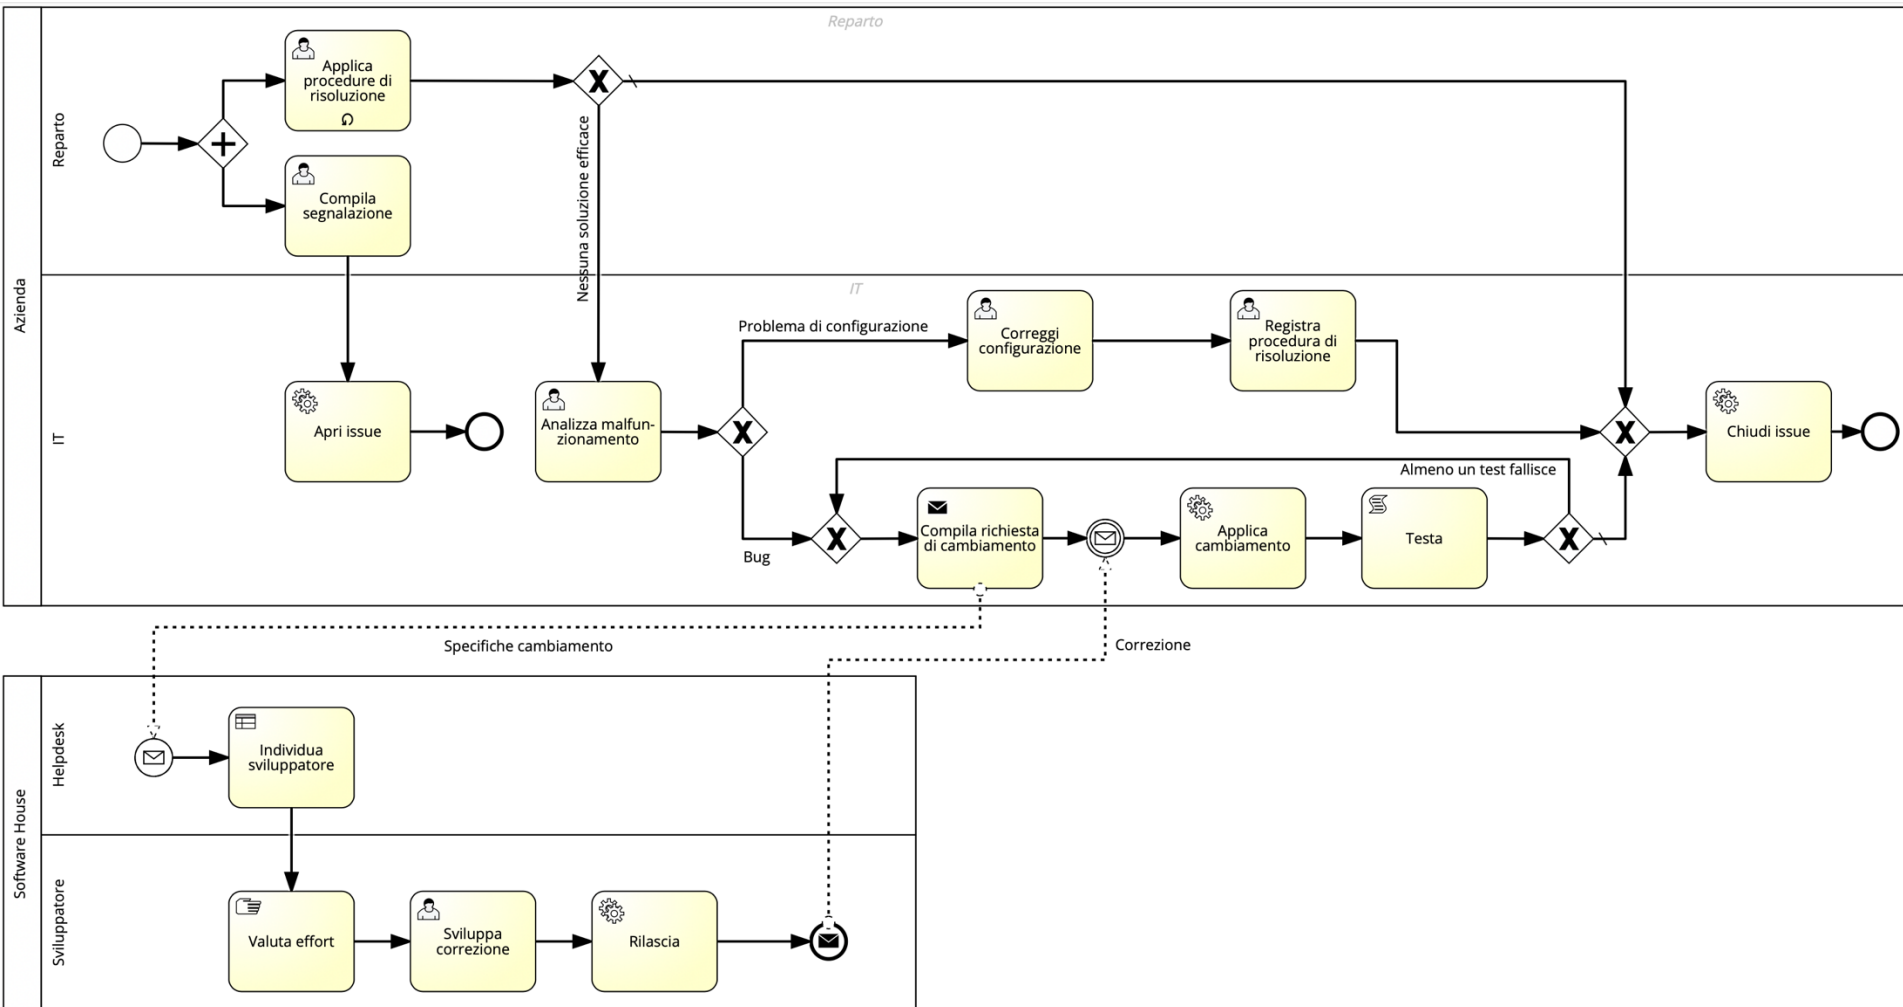 Reparto
Azienda
Reparto
Applica
procedure di
risoluzione
Compila
segnalazione
Nessuna soluzione efficace
IT
IT
Problema di configurazione
Correggi
configurazione
Registra
procedura di
risoluzione
Apri issue
Analizza malfun-
zionamento
Chiudi issue
Almeno un test fallisce
Bug
Compila richiesta
di cambiamento
Applica
cambiamento
Testa
Specifiche cambiamento
Correzione
Software House
Helpdesk
Individua
sviluppatore
Sviluppatore
Valuta effort
Sviluppa
correzione
Rilascia